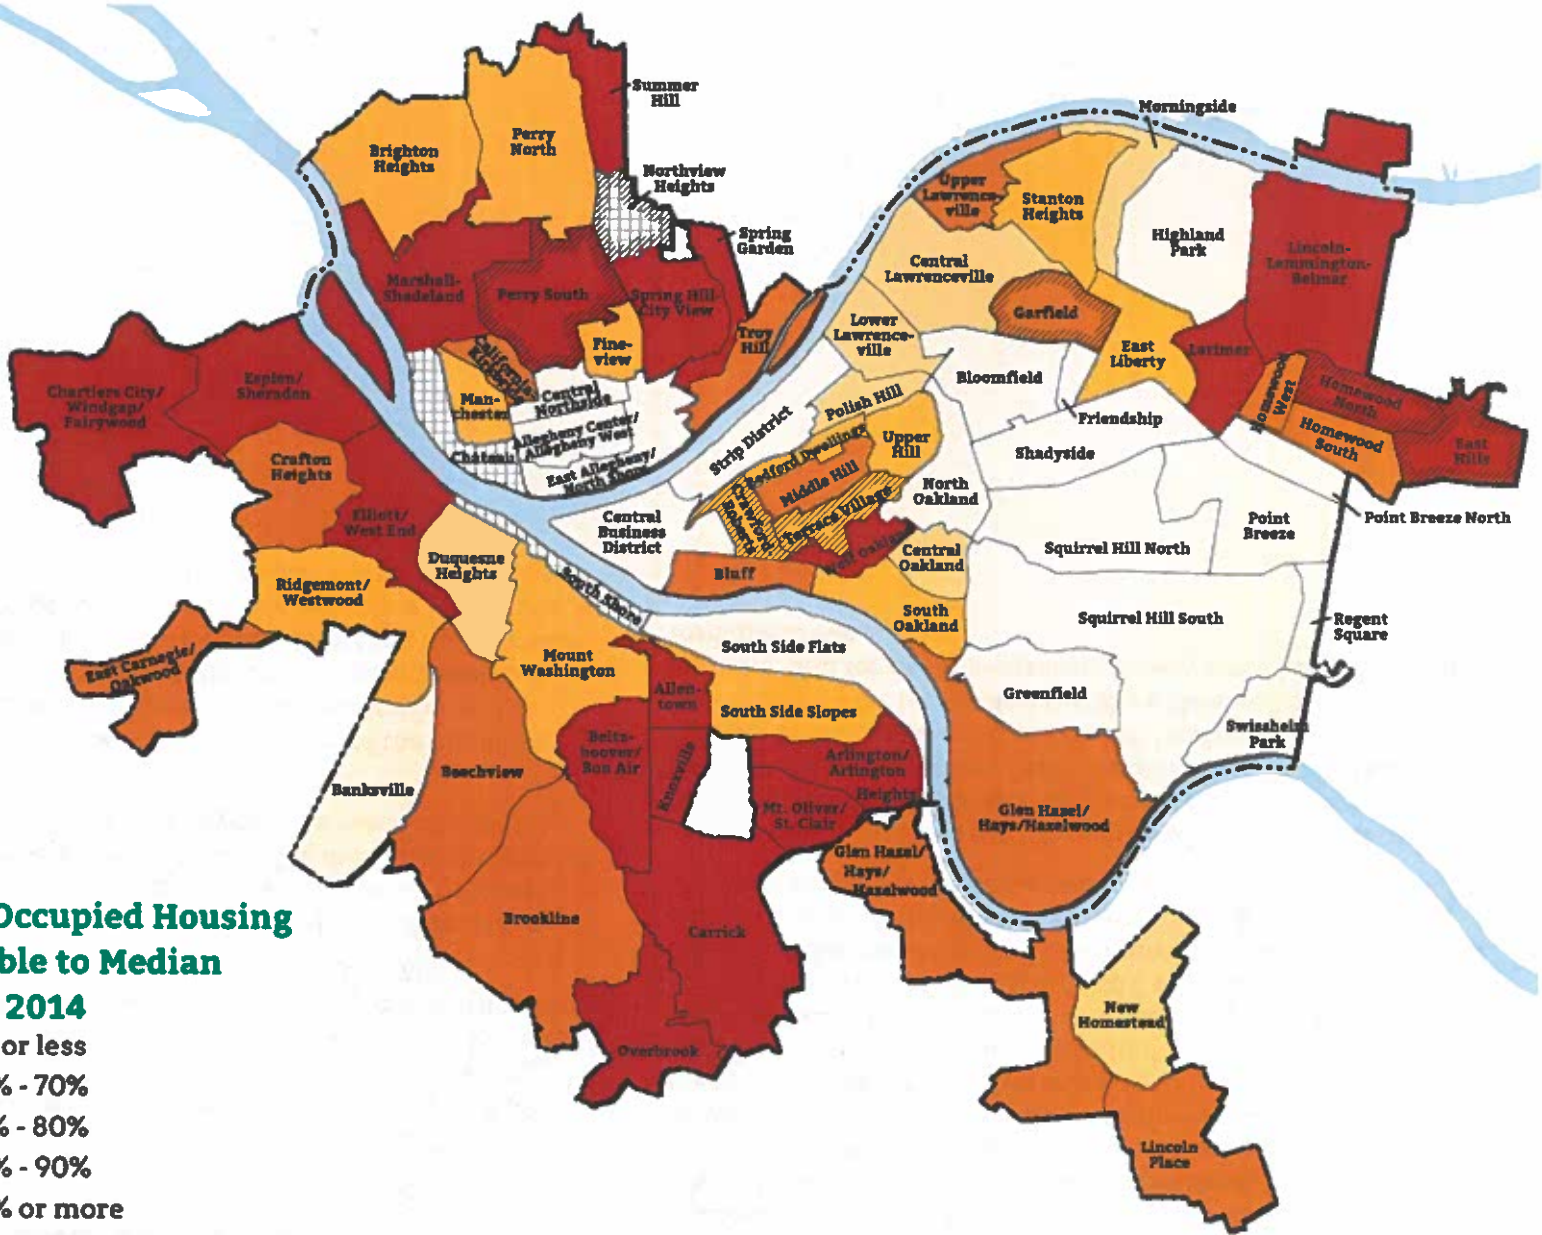 Summer
Hill
Morningside
Brighton
Heights
Perry
North
Northview
Heights
Spring
Garden
Upper
Lawrence-
ville
Stanton
Heights
Highland
Park
Lincoln-
Lemmington-
Belmar
Central
Lawrenceville
Marshall-
Shadeland
Perry South
Spring Hill-
City View
Garfield
Troy
Hill
Lower
Lawrence-
ville
Fine-
view
East
Liberty
Larimer
California-
Kirkbride
Bloomfield
Chartiers City/
Windgap/
Fairywood
Esplen/
Sheraden
Man-
chester
Central
Northside
Homewood
West
Homewood
North
Polish Hill
Friendship
Allegheny Center/
Allegheny West
Strip District
Homewood
South
East
Hills
Upper
Hill
Shadyside
Chateau
East Allegheny/
North Shore
Bedford Dwellings
Middle Hill
Crafton
Heights
North
Oakland
Crawford
Roberts
Terrace Village
Elliott/
West End
Central
Business
District
Point
Breeze
Point Breeze North
West Oakland
Central
Oakland
Squirrel Hill North
Duquesne
Heights
Bluff
South Shore
Ridgemont/
Westwood
South
Oakland
Squirrel Hill South
Regent
Square
South Side Flats
East Carnegie/
Oakwood
Mount
Washington
Allen-
town
Greenfield
South Side Slopes
Swisshelm
Park
Beltz-
hoover/
Bon Air
Knoxville
Arlington/
Arlington
Heights
Beechview
Banksville
Mt. Oliver/
St. Clair
Glen Hazel/
Hays/Hazelwood
Glen Hazel/
Hays/
Hazelwood
Brookline
Carrick
Occupied Housing
ble to Median
2014
or less
% - 70%
% - 80%
% - 90%
% or more
New
Homestead
Overbrook
Lincoln
Place